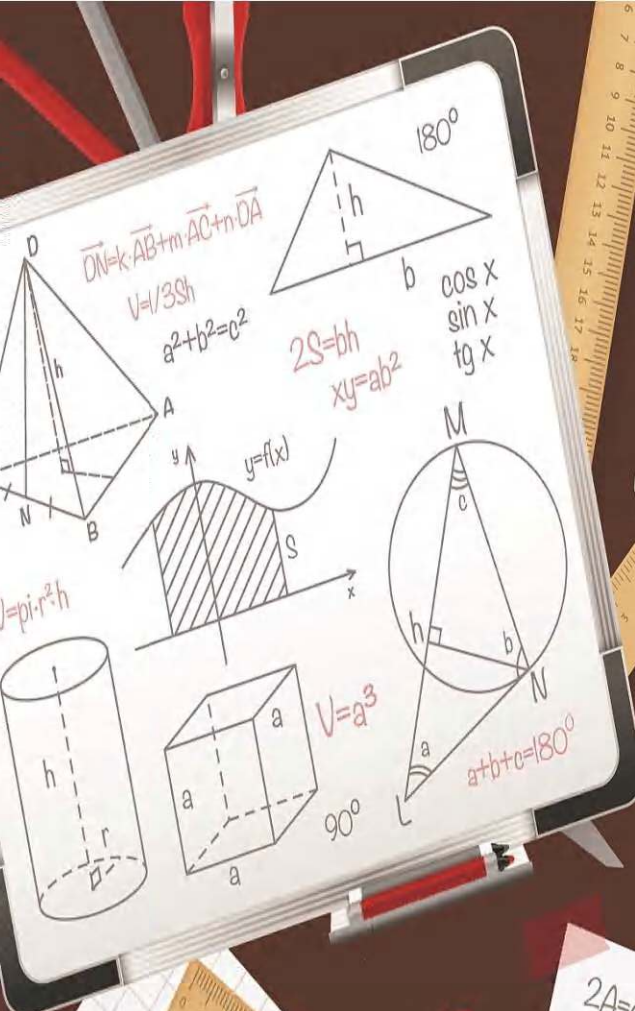 6
7
8
9
10
11
12
13
14
15
16
17
18
180°
D
h
A
N
B
DN=k·AB+m·AC+n·DA
V=1/3Sh
a²+b²=c²
h
b
2S=bh
xy=ab²
cos x
sin x
tg x
y
y=f(x)
S
x
M
c
h
b
N
a
L
a+b+c=180°
=pi·r²·h
h
r
a
a
a
V=a³
90°
2A=